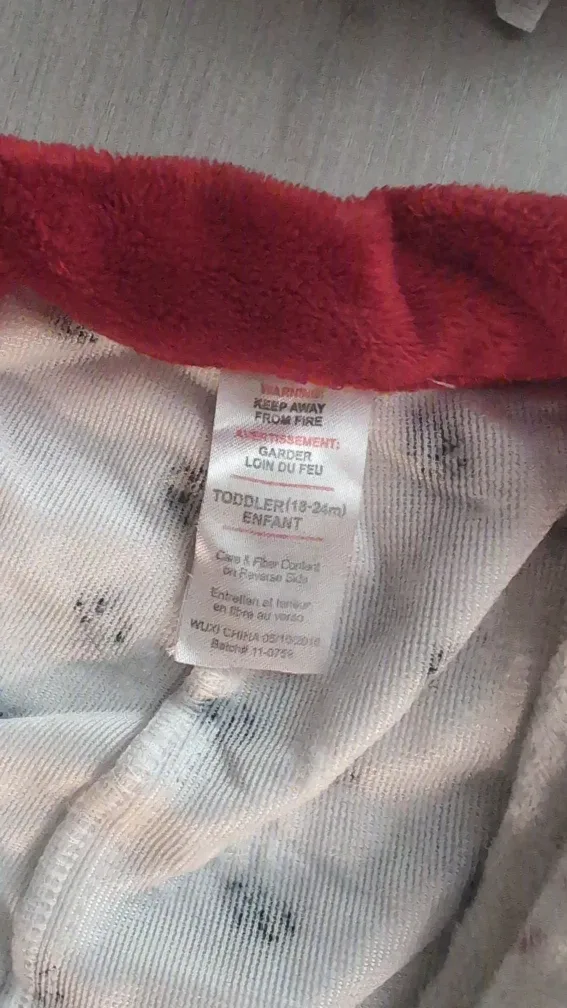 WARNING!
KEEP AWAY
FROM FIRE
AVERTISSEMENT:
GARDER
LOIN DU FEU
TODDLER(18-24m)
ENFANT
Care & Fiber Content
on Reverse Side
Entretien et teneur
en fibre au verso
WUXI CHINA 05/10/2016
Batch# 11-0759